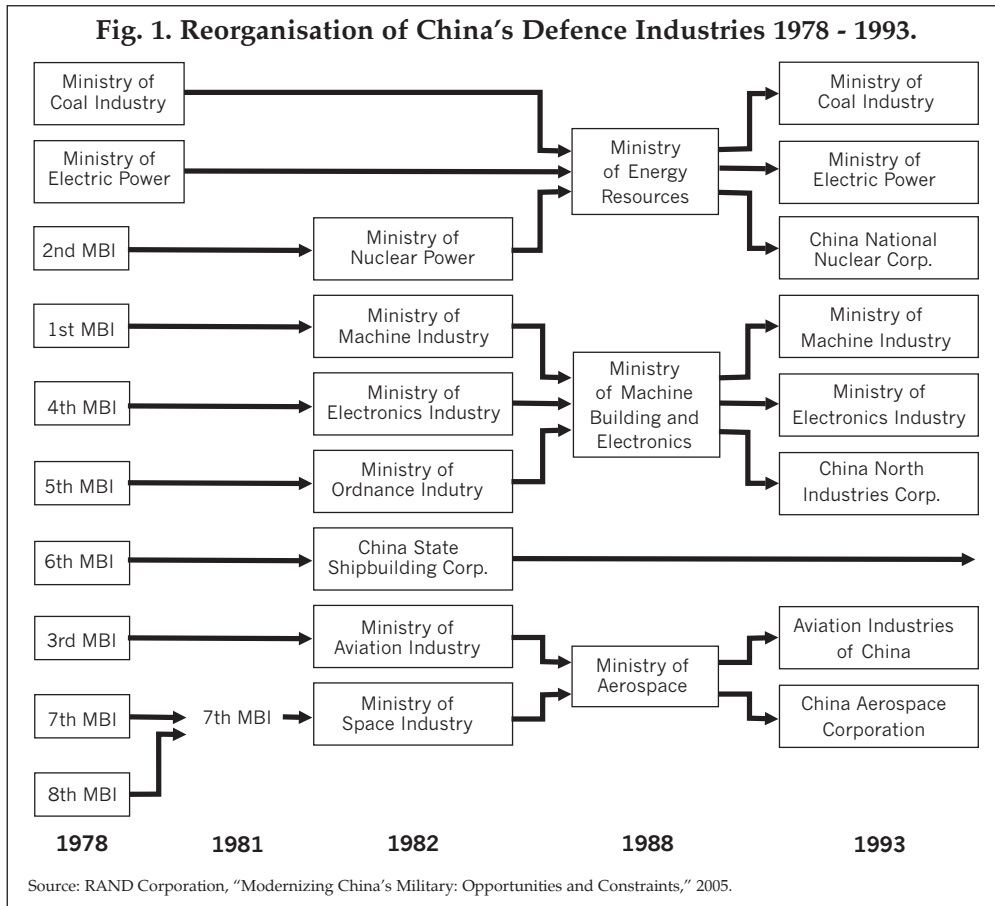 Fig. 1. Reorganisation of China's Defence Industries 1978 - 1993.
Ministry of
Coal Industry
Ministry of
Electric Power
2nd MBI
1st MBI
4th MBI
5th MBI
6th MBI
3rd MBI
7th MBI
8th MBI
7th MBI
Ministry of
Nuclear Power
Ministry of
Machine Industry
Ministry of
Electronics Industry
Ministry of
Ordnance Indutry
China State
Shipbuilding Corp.
Ministry of
Aviation Industry
Ministry of
Space Industry
Ministry
of Energy
Resources
Ministry
of Machine
Building and
Electronics
Ministry of
Aerospace
Ministry of
Coal Industry
Ministry of
Electric Power
China National
Nuclear Corp.
Ministry of
Machine Industry
Ministry of
Electronics Industry
China North
Industries Corp.
Aviation Industries
of China
China Aerospace
Corporation
1978 1981 1982 1988 1993
Source: RAND Corporation, "Modernizing China's Military: Opportunities and Constraints," 2005.